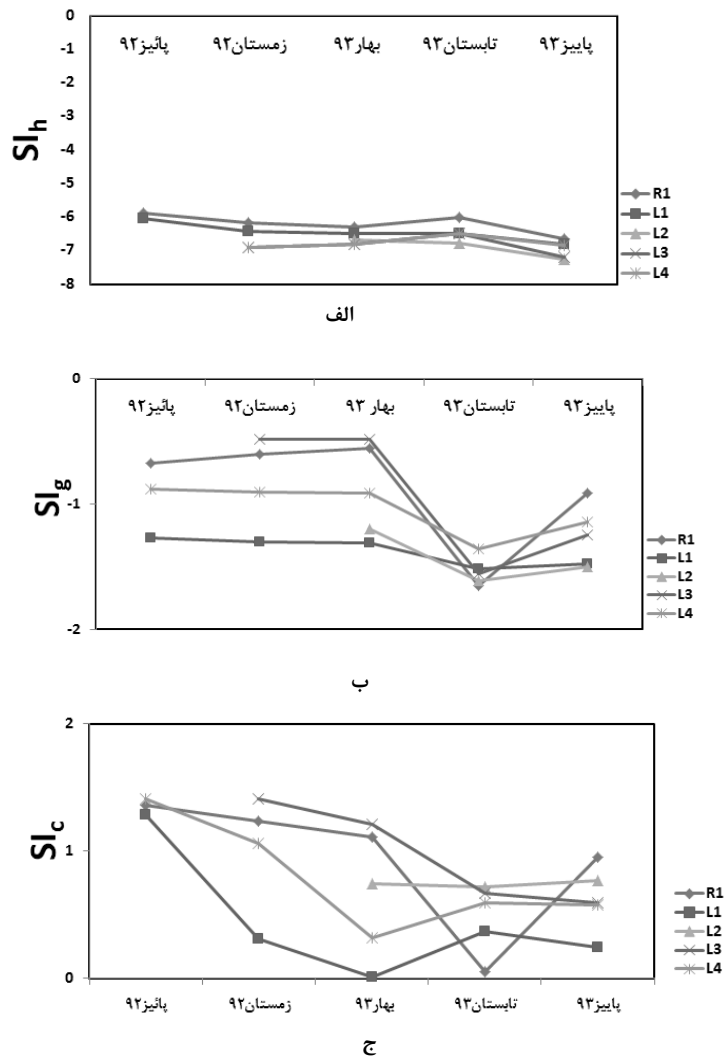 0
-1
-2
-3
-4
-5
-6
-7
-8
SIh
پائیز۹۲
زمستان۹۲
بهار۹۳
تابستان۹۳
پاییز۹۳
R1
L1
L2
L3
L4
الف
0
-1
-2
SIg
پائیز۹۲
زمستان۹۲
بهار ۹۳
تابستان۹۳
پاییز۹۳
R1
L1
L2
L3
L4
ب
2
1
0
SIc
پائیز۹۲
زمستان۹۲
بهار۹۳
تابستان۹۳
پاییز۹۳
R1
L1
L2
L3
L4
ج